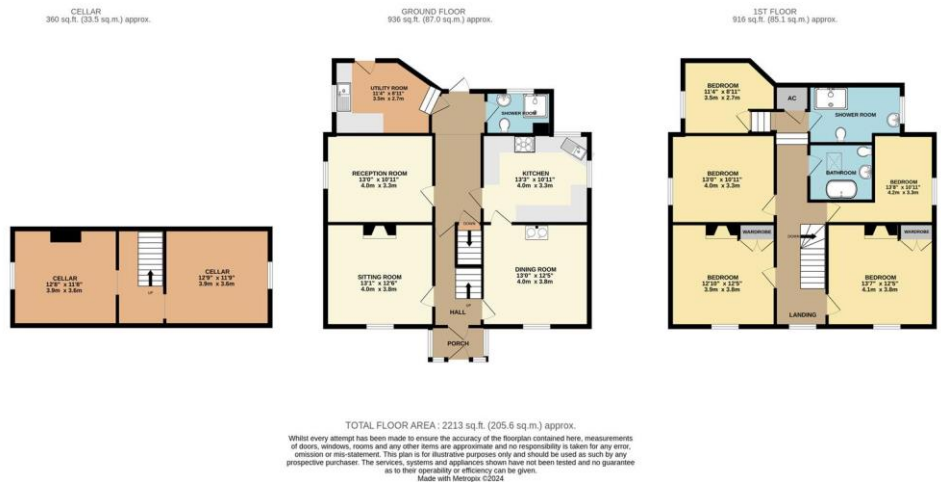 CELLAR
360 sq.ft. (33.5 sq.m.) approx.
GROUND FLOOR
936 sq.ft. (87.0 sq.m.) approx.
1ST FLOOR
916 sq.ft. (85.1 sq.m.) approx.
CELLAR
12'8" x 11'8"
3.9m x 3.6m
UP
CELLAR
12'9" x 11'9"
3.9m x 3.6m
UTILITY ROOM
11'4" x 8'11"
3.5m x 2.7m
SHOWER ROOM
RECEPTION ROOM
13'0" x 10'11"
4.0m x 3.3m
KITCHEN
13'3" x 10'11"
4.0m x 3.3m
DOWN
SITTING ROOM
13'1" x 12'6"
4.0m x 3.8m
DINING ROOM
13'0" x 12'5"
4.0m x 3.8m
UP
HALL
PORCH
BEDROOM
11'4" x 8'11"
3.5m x 2.7m
AC
SHOWER ROOM
BEDROOM
13'0" x 10'11"
4.0m x 3.3m
BATHROOM
BEDROOM
13'8" x 10'11"
4.2m x 3.3m
WARDROBE
DOWN
WARDROBE
BEDROOM
12'10" x 12'5"
3.9m x 3.8m
BEDROOM
13'7" x 12'5"
4.1m x 3.8m
LANDING
TOTAL FLOOR AREA : 2213 sq.ft. (205.6 sq.m.) approx.
Whilst every attempt has been made to ensure the accuracy of the floorplan contained here, measurements
of doors, windows, rooms and any other items are approximate and no responsibility is taken for any error,
omission or mis-statement. This plan is for illustrative purposes only and should be used as such by any
prospective purchaser. The services, systems and appliances shown have not been tested and no guarantee
as to their operability or efficiency can be given.
Made with Metropix ©2024